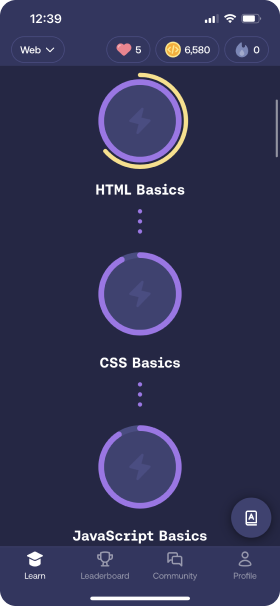 12:39
Web 5 6,580 0
HTML Basics
CSS Basics
JavaScript Basics
A
Learn Leaderboard Community Profile